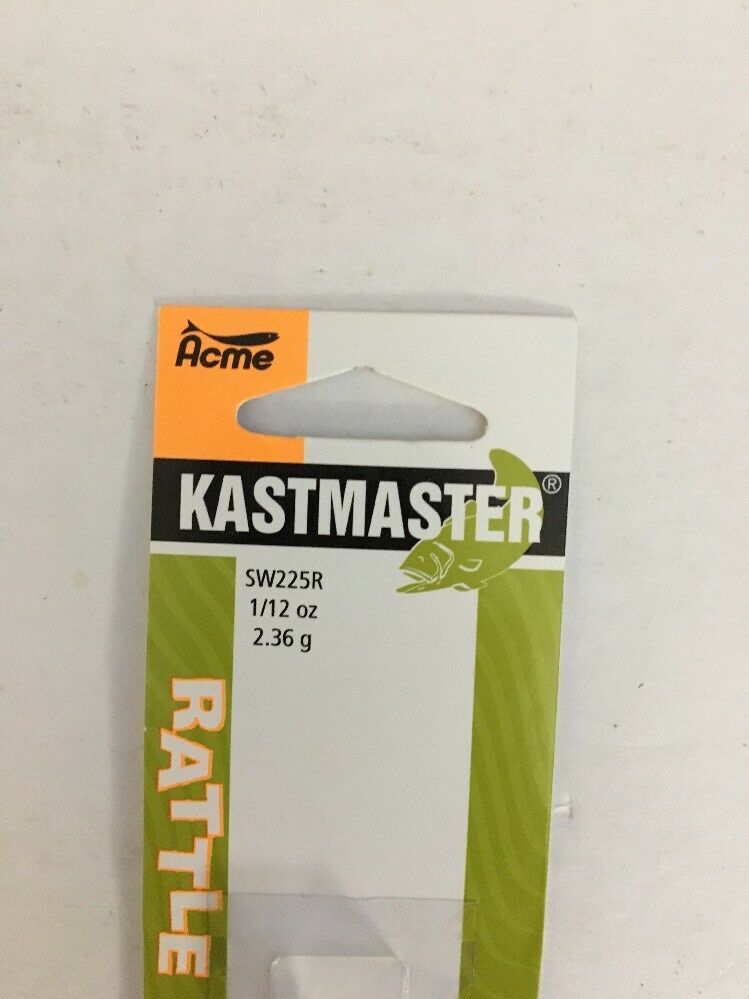 Acme
KASTMASTER®
SW225R
1/12 oz
2.36 g
RATTLE